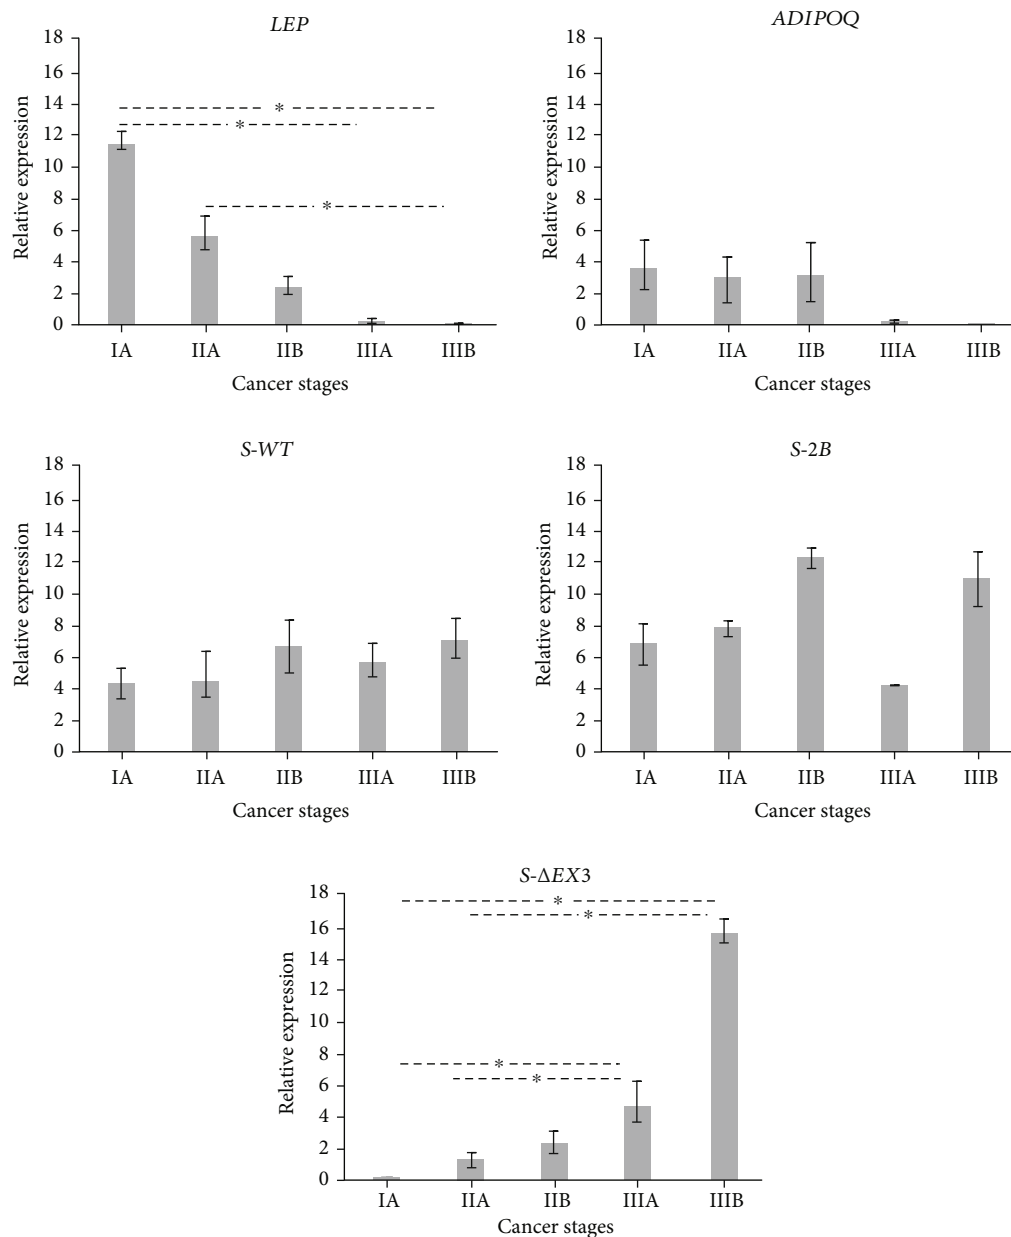 LEP
18
16
14
12
10
8
6
4
2
0
Relative expression
*
*
*
IA IIA IIB IIIA IIIB
Cancer stages
ADIPOQ
18
16
14
12
10
8
6
4
2
0
Relative expression
IA IIA IIB IIIA IIIB
Cancer stages
S-WT
18
16
14
12
10
8
6
4
2
0
Relative expression
IA IIA IIB IIIA IIIB
Cancer stages
S-2B
18
16
14
12
10
8
6
4
2
0
Relative expression
IA IIA IIB IIIA IIIB
Cancer stages
S-ΔEX3
18
16
14
12
10
8
6
4
2
0
Relative expression
*
*
*
*
IA IIA IIB IIIA IIIB
Cancer stages